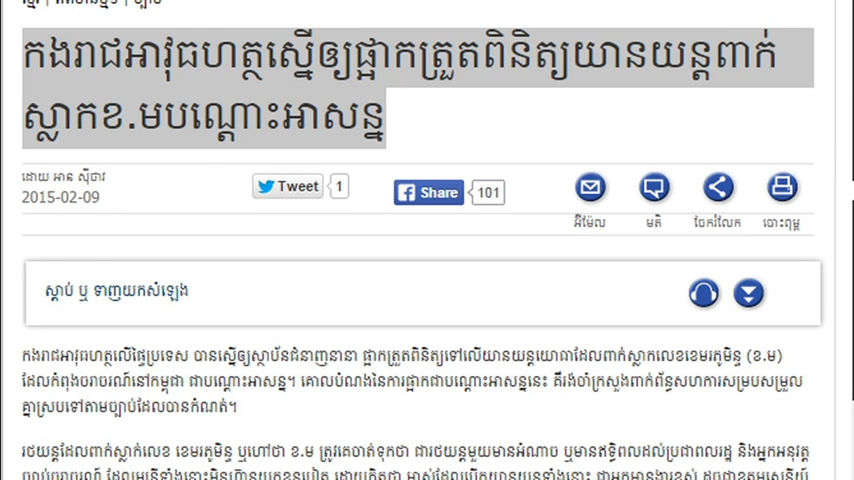 កងរាជអាវុធហត្ថស្នើឲ្យផ្អាកត្រួតពិនិត្យយានយន្តពាក់
ស្លាកខ.មបណ្ដោះអាសន្ន
ដោយ អាន ស៊ីថាវ
2015-02-09
Tweet 1
Share 101
អ៊ីម៉ែល
មតិ
ចែករំលែក
បោះពុម្ព
ស្ដាប់ ឬ ទាញយកសំឡេង
កងរាជអាវុធហត្ថលើផ្ទៃប្រទេស បានស្នើឲ្យស្ថាប័នជំនាញនានា ផ្អាកត្រួតពិនិត្យទៅលើយានយន្តយោធាដែលពាក់ស្លាកលេខខេមរភូមិន្ទ (ខ.ម)
ដែលកំពុងចរាចរណ៍នៅកម្ពុជា ជាបណ្ដោះអាសន្ន។ គោលបំណងនៃការផ្អាកជាបណ្ដោះអាសន្ននេះ គឺរង់ចាំក្រសួងពាក់ព័ន្ធសហការសម្របសម្រួល
គ្នាស្របទៅតាមច្បាប់ដែលបានកំណត់។
រថយន្តដែលពាក់ស្លាកលេខ ខេមរភូមិន្ទ ឬហៅថា ខ.ម ត្រូវគេចាត់ទុកថា ជារថយន្តមួយមានអំណាច ឬមានឥទ្ធិពលដល់ប្រជាពលរដ្ឋ និងអ្នកអនុវត្ត